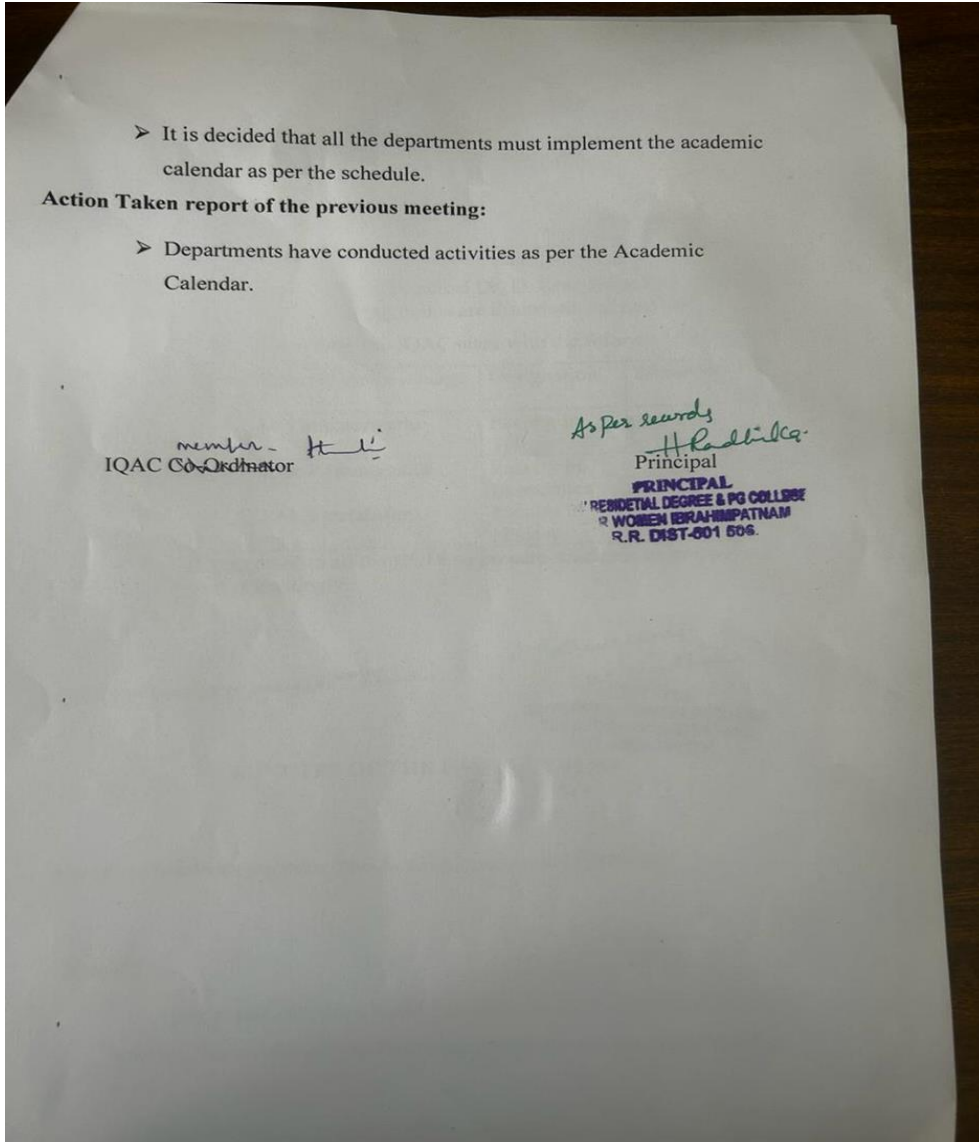 ➢ It is decided that all the departments must implement the academic
calendar as per the schedule.
Action Taken report of the previous meeting:
➢ Departments have conducted activities as per the Academic
Calendar.
As Per records
H Radhika
member -
IQAC Co-Ordinator
Principal
PRINCIPAL
RESIDETIAL DEGREE & PG COLLEGE
R WOMEN IBRAHIMPATNAM
R.R. DIST-501 506.